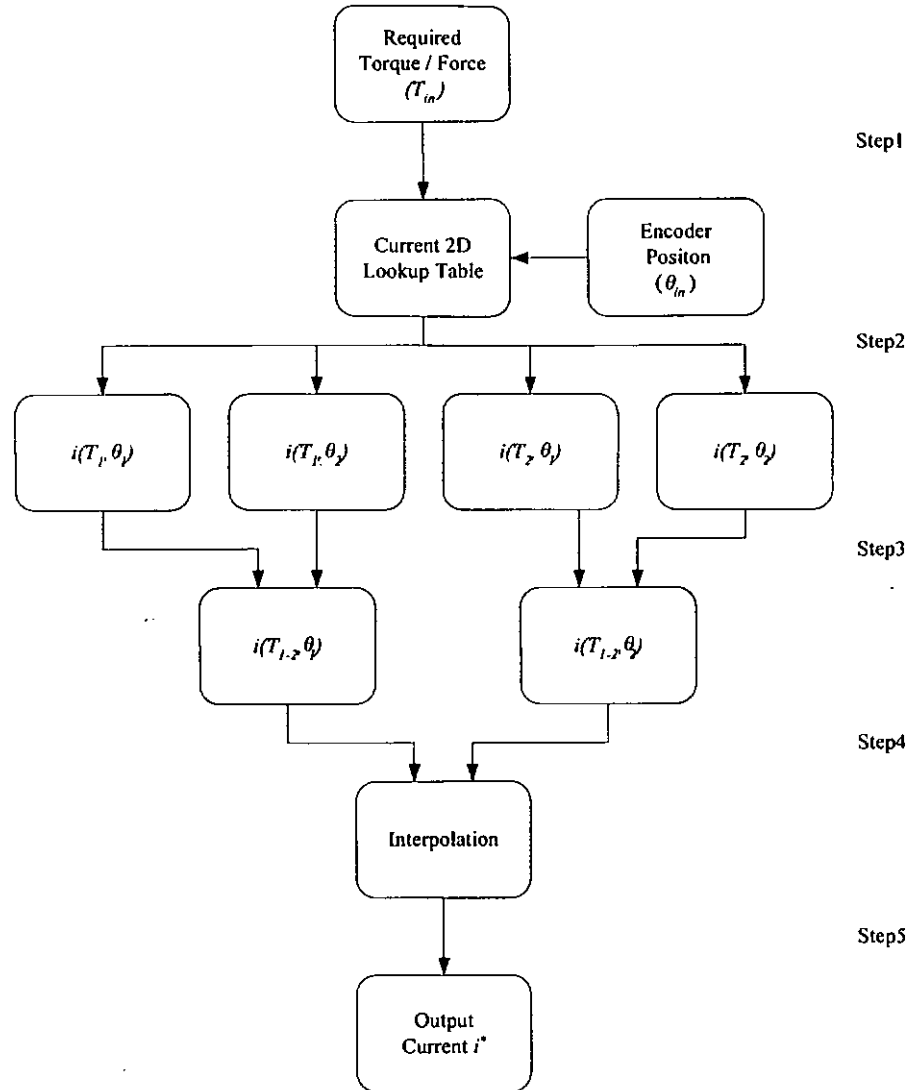 Required
Torque / Force
(T_in)
Step1
Current 2D
Lookup Table
Encoder
Positon
(θ_in)
Step2
i(T_1, θ_1)
i(T_1, θ_2)
i(T_2, θ_1)
i(T_2, θ_2)
Step3
i(T_1-2, θ_1)
i(T_1-2, θ_2)
Step4
Interpolation
Step5
Output
Current i*